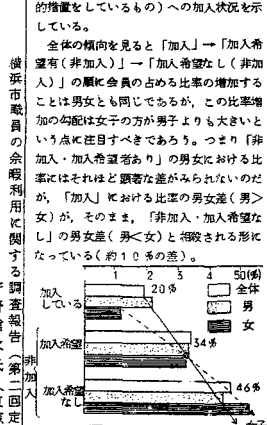 的措置をしているもの)への加入状況を示
している。
全体の傾向を見ると「加入」→「加入希
望有(非加入)」→「加入希望なし(非加
入)」の順に会員の占める比率の増加する
ことは男女とも同じであるが,この比率増
加の勾配は女子の方が男子よりも大きいと
いう点に注目すべきであろう。つまり「非
加入・加入希望者あり」の男女における比
率にはそれほど顕著な差がみられないのだ
が,「加入」における比率の男女差(男>
女)が,そのまま,「非加入・加入希望な
し」の男女差(男<女)と相殺される形に
なっている(約10%の差)。
1 2 3 4 50(%)
加入
している
20%
全体
男
女
非加入
加入希望
34%
加入希望
なし
46%
女子
横浜市職員の余暇利用に関する調査報告(第二回定